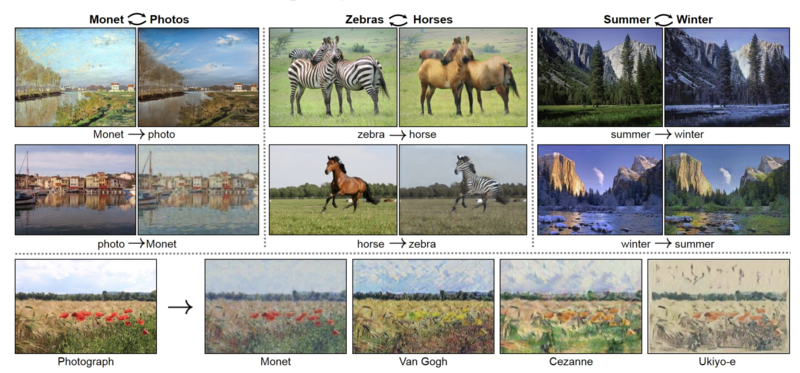 Monet Photos
Zebras Horses
Summer Winter
Monet → photo
zebra → horse
summer → winter
photo → Monet
horse → zebra
winter → summer
Photograph
Monet
Van Gogh
Cezanne
Ukiyo-e